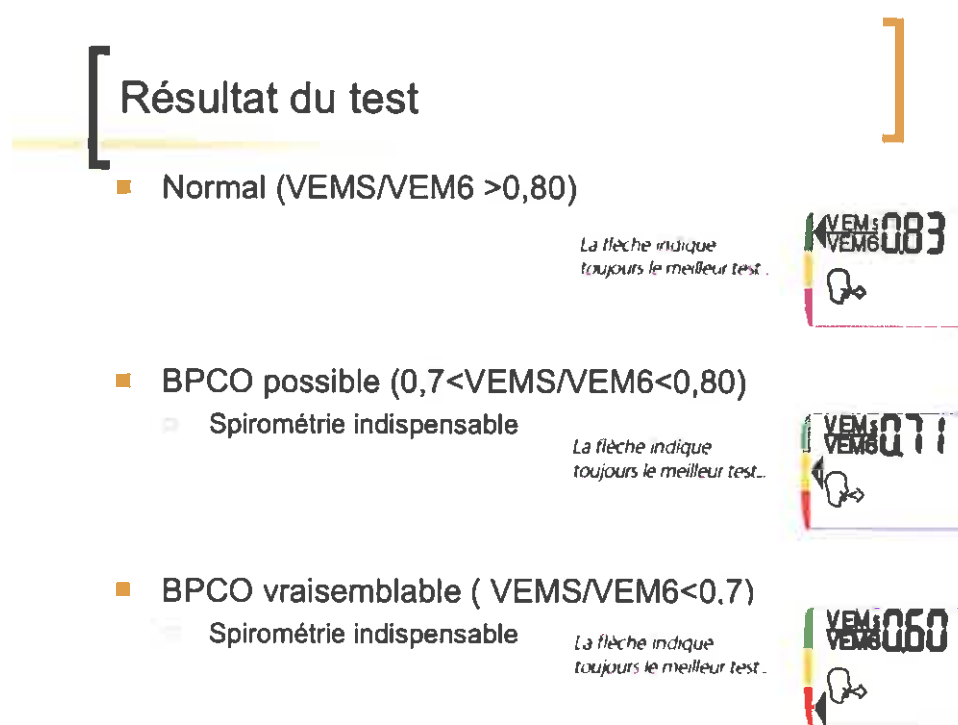 Résultat du test
Normal (VEMS/VEM6 >0,80)
La flèche indique
toujours le meilleur test..
VEMs
VEM6
0,83
BPCO possible (0,7<VEMS/VEM6<0,80)
Spirométrie indispensable
La flèche indique
toujours le meilleur test..
VEMs
VEM6
0,71
BPCO vraisemblable ( VEMS/VEM6<0,7)
Spirométrie indispensable
La flèche indique
toujours le meilleur test..
VEMs
VEM6
0,60